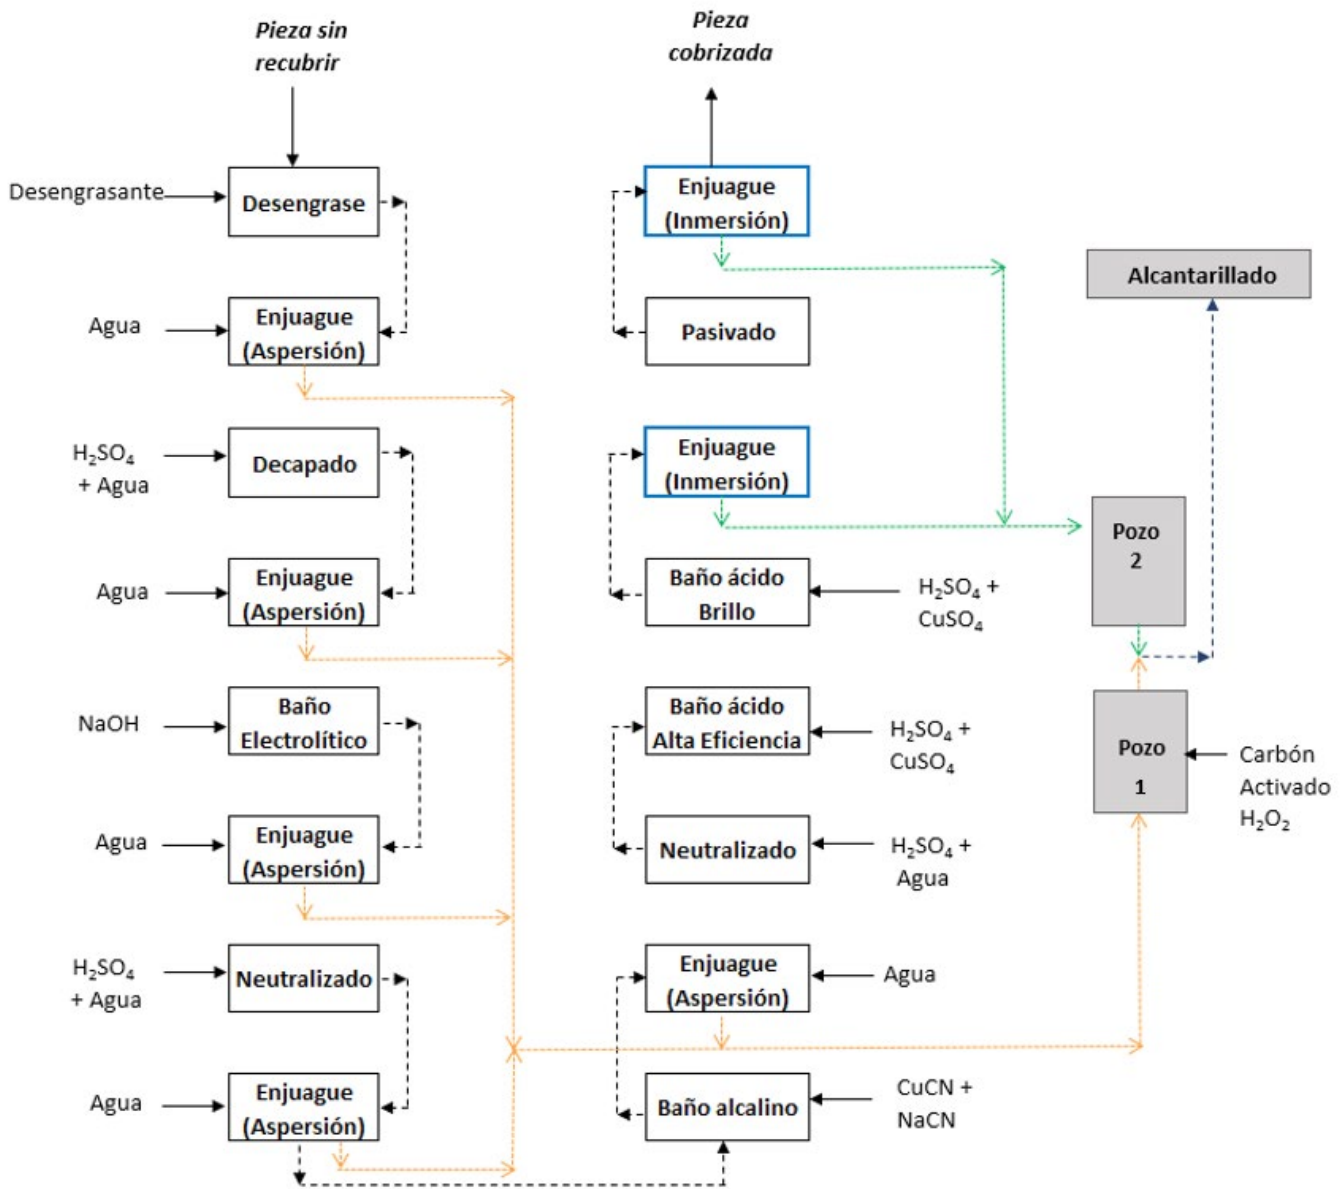 Pieza sin
recubrir
Desengrasante
Desengrase
Agua
Enjuague
(Aspersión)
H₂SO₄
+ Agua
Decapado
Agua
Enjuague
(Aspersión)
NaOH
Baño
Electrolítico
Agua
Enjuague
(Aspersión)
H₂SO₄
+ Agua
Neutralizado
Agua
Enjuague
(Aspersión)
Pieza
cobrizada
Enjuague
(Inmersión)
Pasivado
Enjuague
(Inmersión)
Baño ácido
Brillo
H₂SO₄ +
CuSO₄
Baño ácido
Alta Eficiencia
H₂SO₄ +
CuSO₄
Neutralizado
H₂SO₄ +
Agua
Enjuague
(Aspersión)
Agua
Baño alcalino
CuCN +
NaCN
Alcantarillado
Pozo
2
Pozo
1
Carbón
Activado
H₂O₂